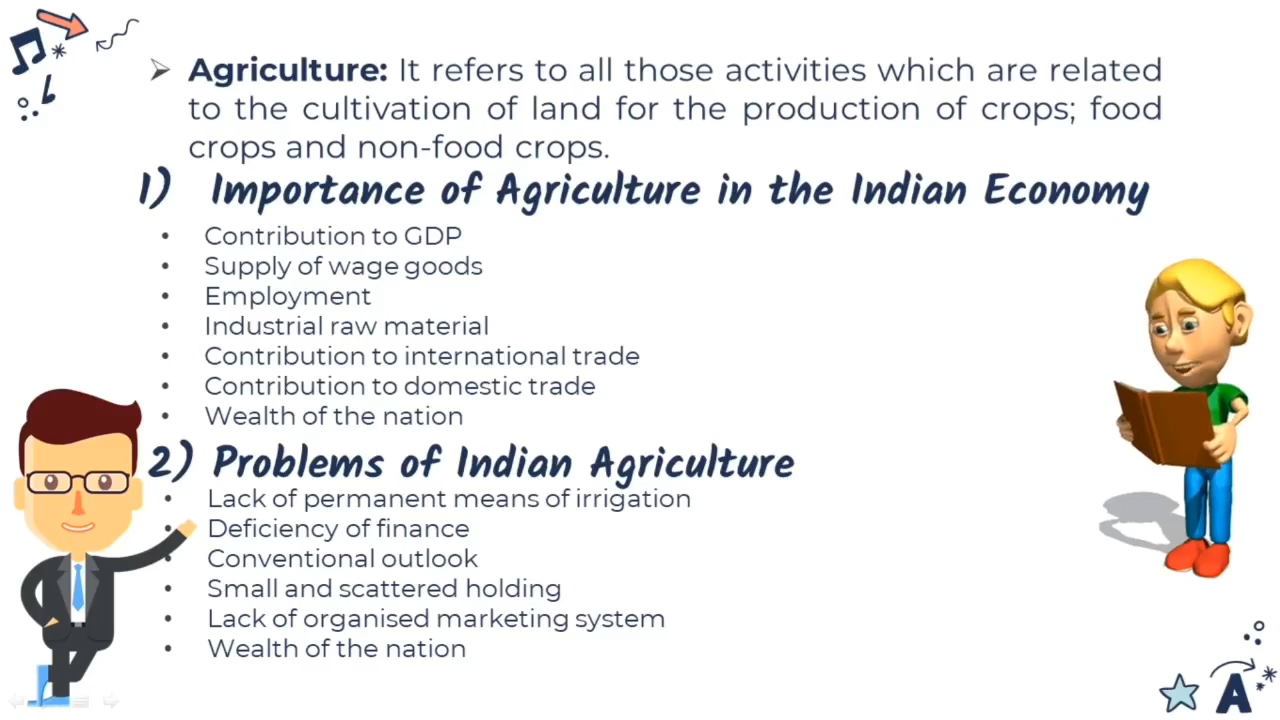 ➢ Agriculture: It refers to all those activities which are related
to the cultivation of land for the production of crops; food
crops and non-food crops.
1) Importance of Agriculture in the Indian Economy
• Contribution to GDP
• Supply of wage goods
• Employment
• Industrial raw material
• Contribution to international trade
• Contribution to domestic trade
• Wealth of the nation
2) Problems of Indian Agriculture
• Lack of permanent means of irrigation
• Deficiency of finance
• Conventional outlook
• Small and scattered holding
• Lack of organised marketing system
• Wealth of the nation
A